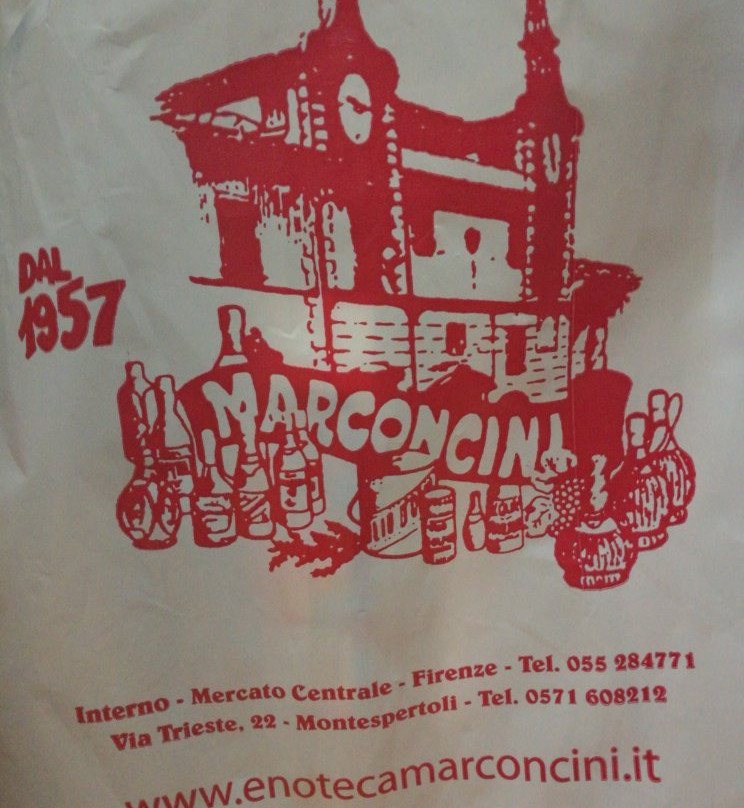 DAL
1957
MARCONCINI
Interno - Mercato Centrale - Firenze - Tel. 055 284771
Via Trieste, 22 - Montespertoli - Tel. 0571 608212
www.enotecamarconcini.it